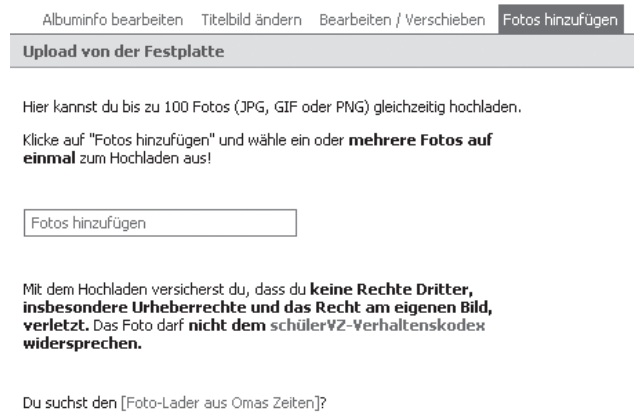 Albuminfo bearbeiten Titelbild ändern Bearbeiten / Verschieben Fotos hinzufügen
Upload von der Festplatte
Hier kannst du bis zu 100 Fotos (JPG, GIF oder PNG) gleichzeitig hochladen.
Klicke auf "Fotos hinzufügen" und wähle ein oder mehrere Fotos auf
einmal zum Hochladen aus!
Fotos hinzufügen
Mit dem Hochladen versicherst du, dass du keine Rechte Dritter,
insbesondere Urheberrechte und das Recht am eigenen Bild,
verletzt. Das Foto darf nicht dem schülerVZ-Verhaltenskodex
widersprechen.
Du suchst den [Foto-Lader aus Omas Zeiten]?